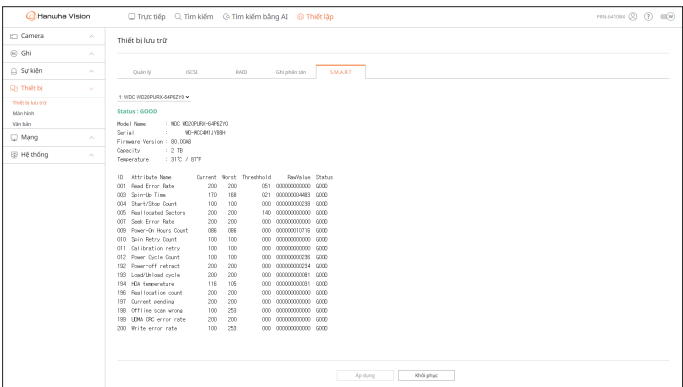 Hanwha Vision
Trực tiếp
Tìm kiếm
Tìm kiếm bằng AI
Thiết lập
Camera
Ghi
Sự kiện
Thiết bị
Thiết bị lưu trữ
Màn hình
Văn bản
Mạng
Hệ thống
Thiết bị lưu trữ
Quản lý
iSCSI
RAID
Ghi phân tán
S.M.A.R.T
1: WDC WD20PURX-64P6ZY0
Status : GOOD
Model Name : WDC WD20PURX-64P6ZY0
Serial : WD-WCC4M1JYB8H
Firmware Version : 80.00A80
Capacity : 2 TB
Temperature : 31℃ / 87℉
ID Attribute Name Current Worst Threshhold RawValue Status
001 Read Error Rate 200 200 051 000000000000 GOOD
003 Spin-Up Time 170 168 021 000000004483 GOOD
004 Start/Stop Count 100 100 000 000000000238 GOOD
005 Reallocated Sectors 200 200 140 000000000000 GOOD
007 Seek Error Rate 200 200 000 000000000000 GOOD
009 Power-On Hours Count 086 086 000 000000010716 GOOD
010 Spin Retry Count 100 100 000 000000000000 GOOD
011 Calibration retry 100 100 000 000000000000 GOOD
012 Power Cycle Count 100 100 000 000000000236 GOOD
192 Power-off retract 200 200 000 000000000234 GOOD
193 Load/Unload cycle 200 200 000 000000000081 GOOD
194 HDA temperature 116 105 000 000000000031 GOOD
196 Reallocation count 200 200 000 000000000000 GOOD
197 Current pending 200 200 000 000000000000 GOOD
198 Offline scan wrong 100 253 000 000000000000 GOOD
199 UDMA CRC error rate 200 200 000 000000000000 GOOD
200 Write error rate 100 253 000 000000000000 GOOD
Áp dụng
Khôi phục